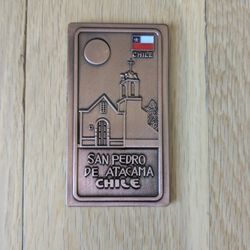 CHILE
SAN PEDRO
DE ATACAMA
CHILE